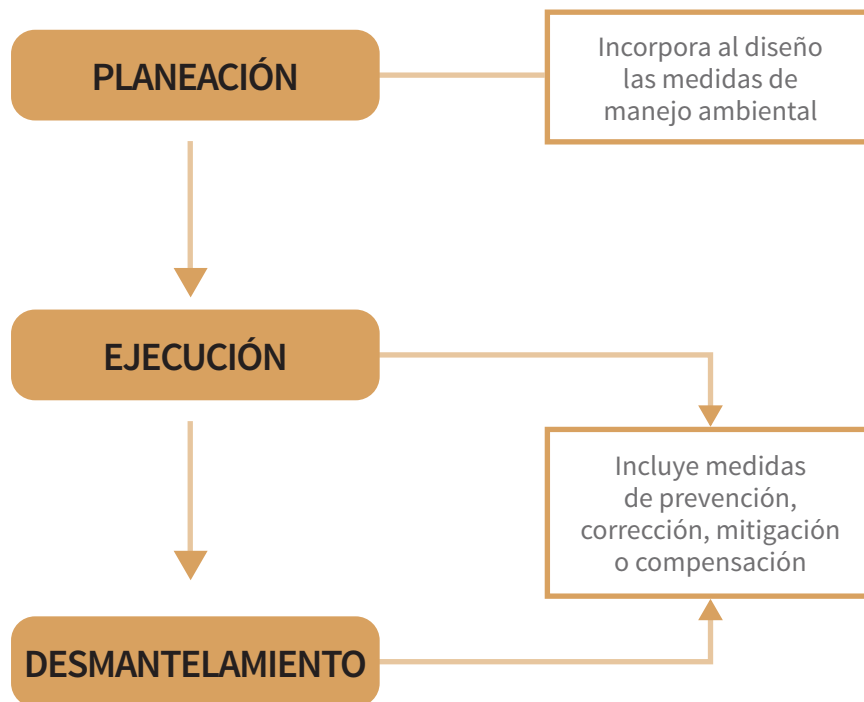 PLANEACIÓN
Incorpora al diseño
las medidas de
manejo ambiental
EJECUCIÓN
Incluye medidas
de prevención,
corrección, mitigación
o compensación
DESMANTELAMIENTO